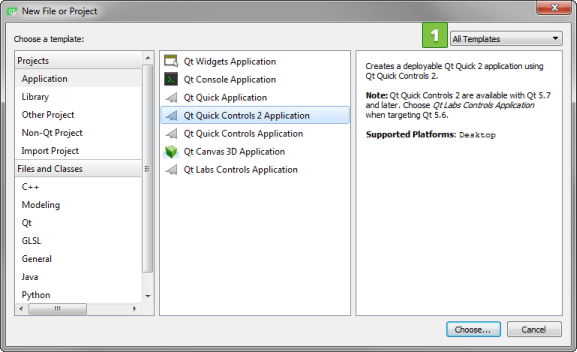 New File or Project
Choose a template:
1
All Templates
Projects
Application
Library
Other Project
Non-Qt Project
Import Project
Files and Classes
C++
Modeling
Qt
GLSL
General
Java
Python
Qt Widgets Application
Qt Console Application
Qt Quick Application
Qt Quick Controls 2 Application
Qt Quick Controls Application
Qt Canvas 3D Application
Qt Labs Controls Application
Creates a deployable Qt Quick 2 application using
Qt Quick Controls 2.
Note: Qt Quick Controls 2 are available with Qt 5.7
and later. Choose Qt Labs Controls Application
when targeting Qt 5.6.
Supported Platforms: Desktop
Choose...
Cancel